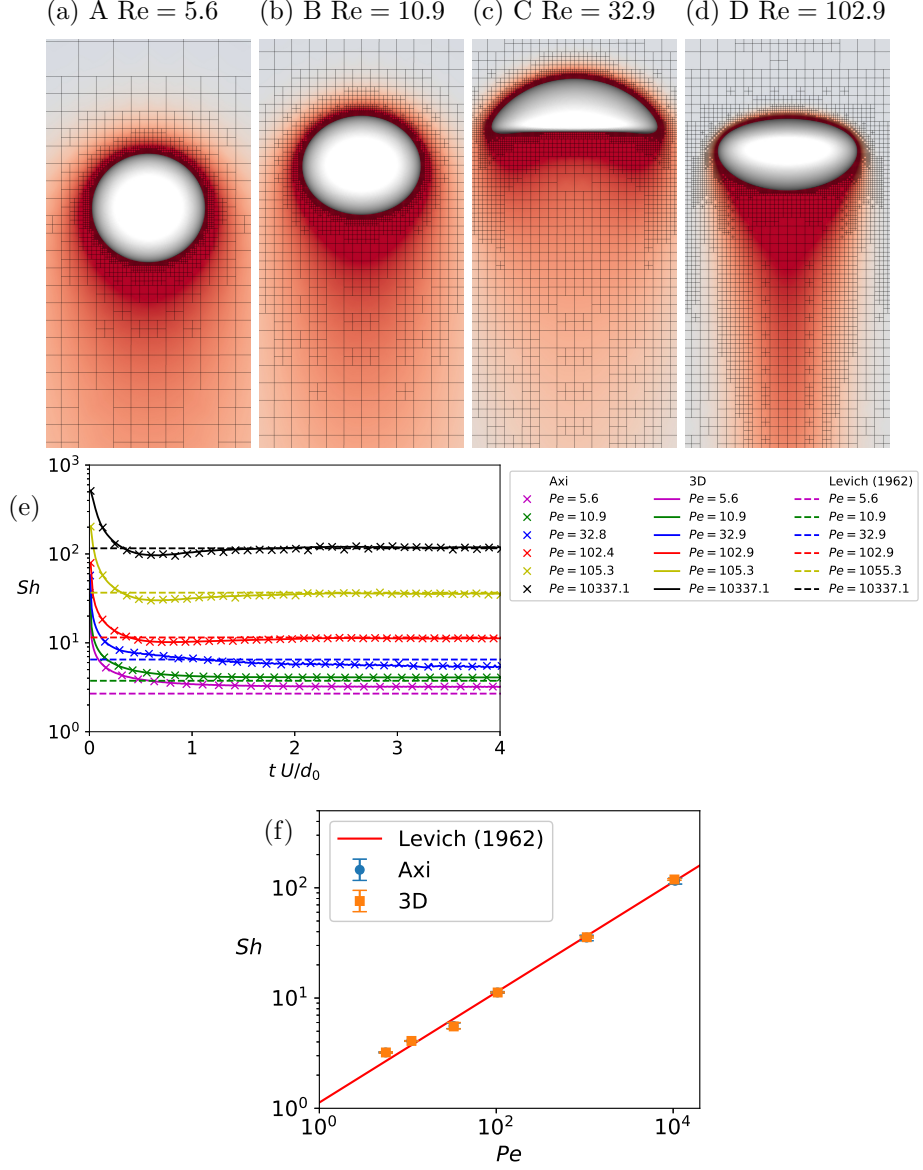 (a) A Re = 5.6 (b) B Re = 10.9 (c) C Re = 32.9 (d) D Re = 102.9
(e)
10³
10²
10¹
10⁰
Sh
0 1 2 3 4
t U/d₀
Axi 3D Levich (1962)
Pe = 5.6 Pe = 5.6 Pe = 5.6
Pe = 10.9 Pe = 10.9 Pe = 10.9
Pe = 32.8 Pe = 32.9 Pe = 32.9
Pe = 102.4 Pe = 102.9 Pe = 102.9
Pe = 105.3 Pe = 105.3 Pe = 1055.3
Pe = 10337.1 Pe = 10337.1 Pe = 10337.1
(f)
Levich (1962)
Axi
3D
10²
10¹
10⁰
Sh
10⁰ 10² 10⁴
Pe